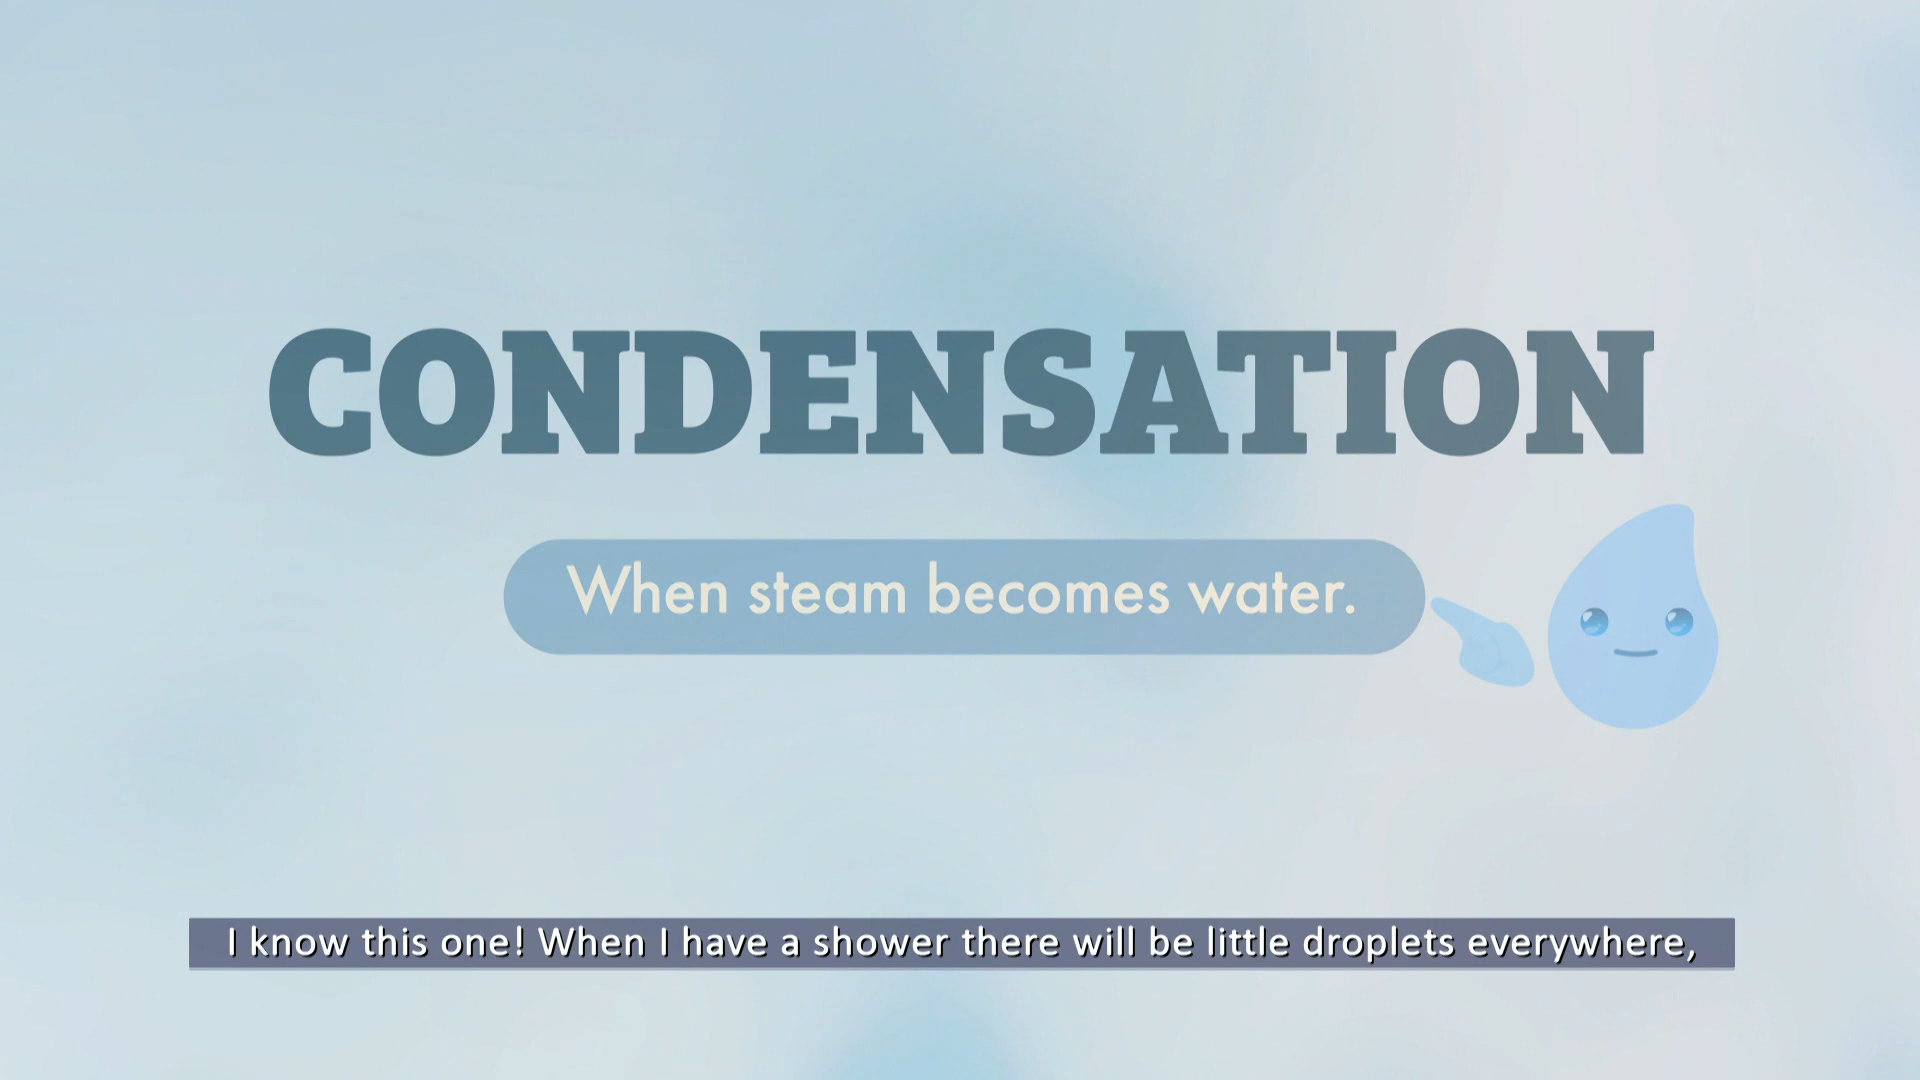 CONDENSATION
When steam becomes water.
I know this one! When I have a shower there will be little droplets everywhere,